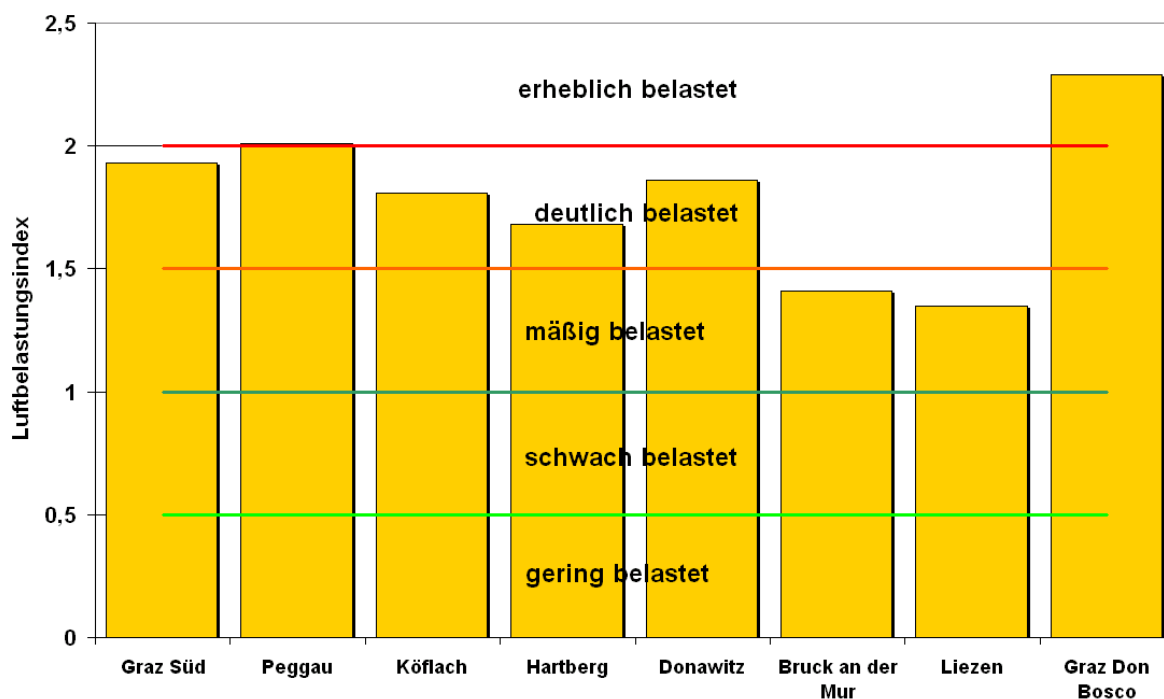 2,5
erheblich belastet
2
deutlich belastet
1,5
mäßig belastet
1
schwach belastet
0,5
gering belastet
0
Luftbelastungsindex
Graz Süd
Peggau
Köflach
Hartberg
Donawitz
Bruck an der
Mur
Liezen
Graz Don
Bosco